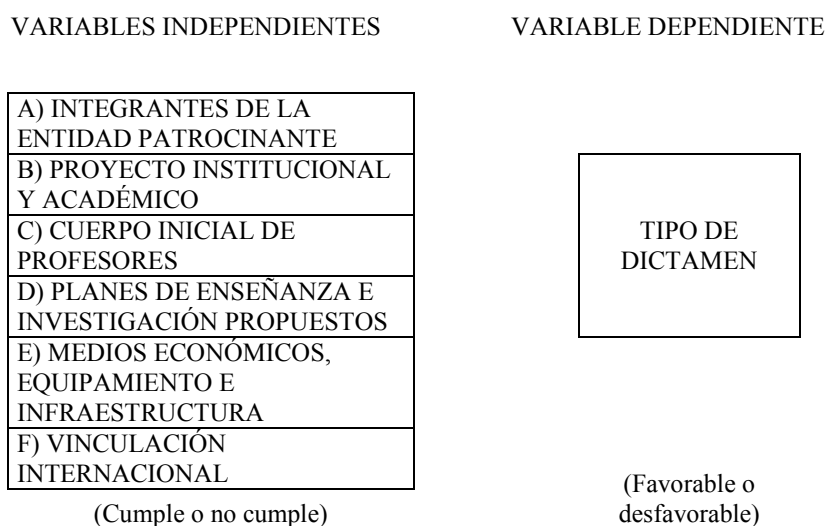 VARIABLES INDEPENDIENTES
VARIABLE DEPENDIENTE
A) INTEGRANTES DE LA
ENTIDAD PATROCINANTE
B) PROYECTO INSTITUCIONAL
Y ACADÉMICO
C) CUERPO INICIAL DE
PROFESORES
D) PLANES DE ENSEÑANZA E
INVESTIGACIÓN PROPUESTOS
E) MEDIOS ECONÓMICOS,
EQUIPAMIENTO E
INFRAESTRUCTURA
F) VINCULACIÓN
INTERNACIONAL
(Cumple o no cumple)
TIPO DE
DICTAMEN
(Favorable o
desfavorable)